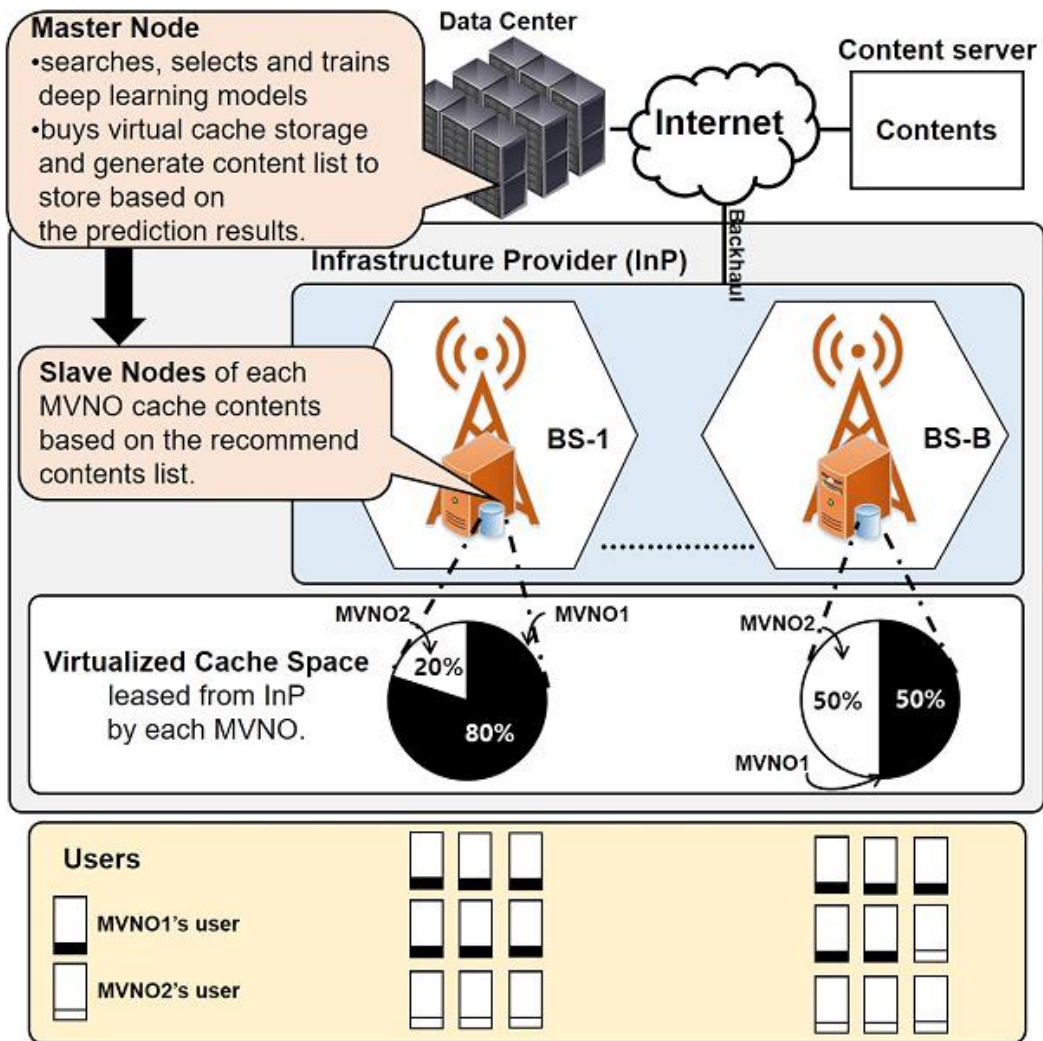 Master Node
•searches, selects and trains
deep learning models
•buys virtual cache storage
and generate content list to
store based on
the prediction results.
Data Center
Internet
Content server
Contents
Backhaul
Infrastructure Provider (InP)
Slave Nodes of each
MVNO cache contents
based on the recommend
contents list.
BS-1
BS-B
Virtualized Cache Space
leased from InP
by each MVNO.
MVNO2
MVNO1
20%
80%
MVNO2
50%
50%
MVNO1
Users
MVNO1's user
MVNO2's user